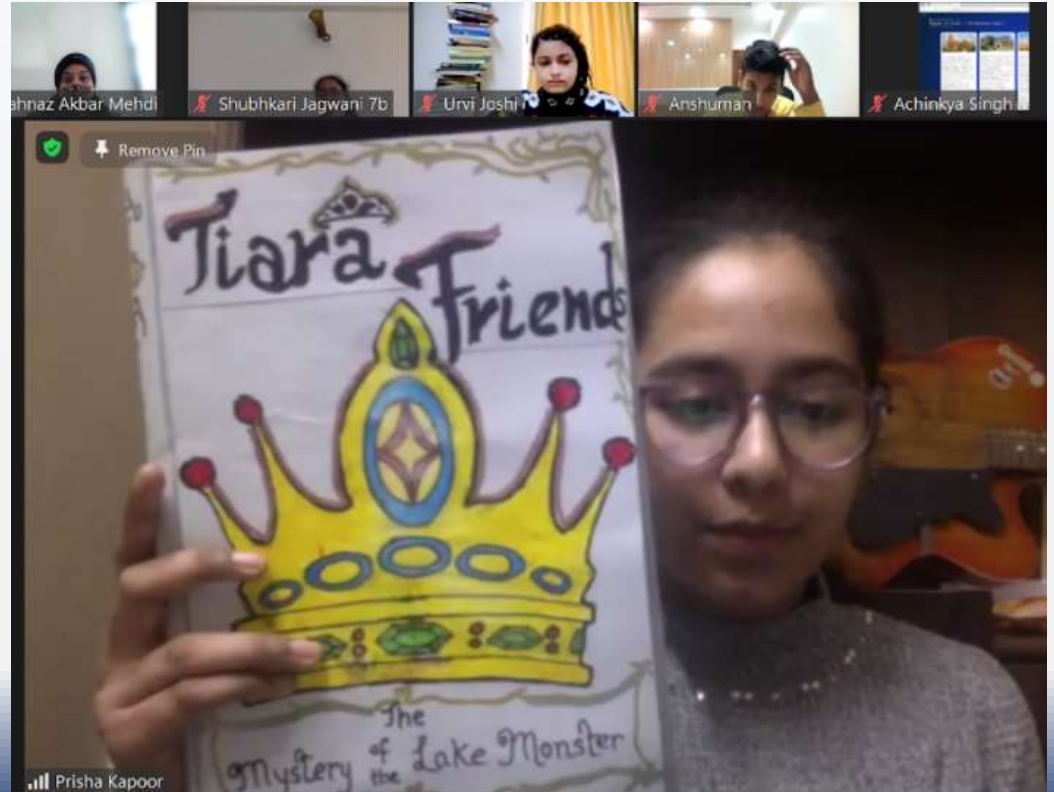 ahnaz Akbar Mehdi
Shubhkari Jagwani 7b
Urvi Joshi
Anshuman
Achinkya Singh
Remove Pin
Tiara
Friends
The
Mystery of the Lake Monster
Prisha Kapoor